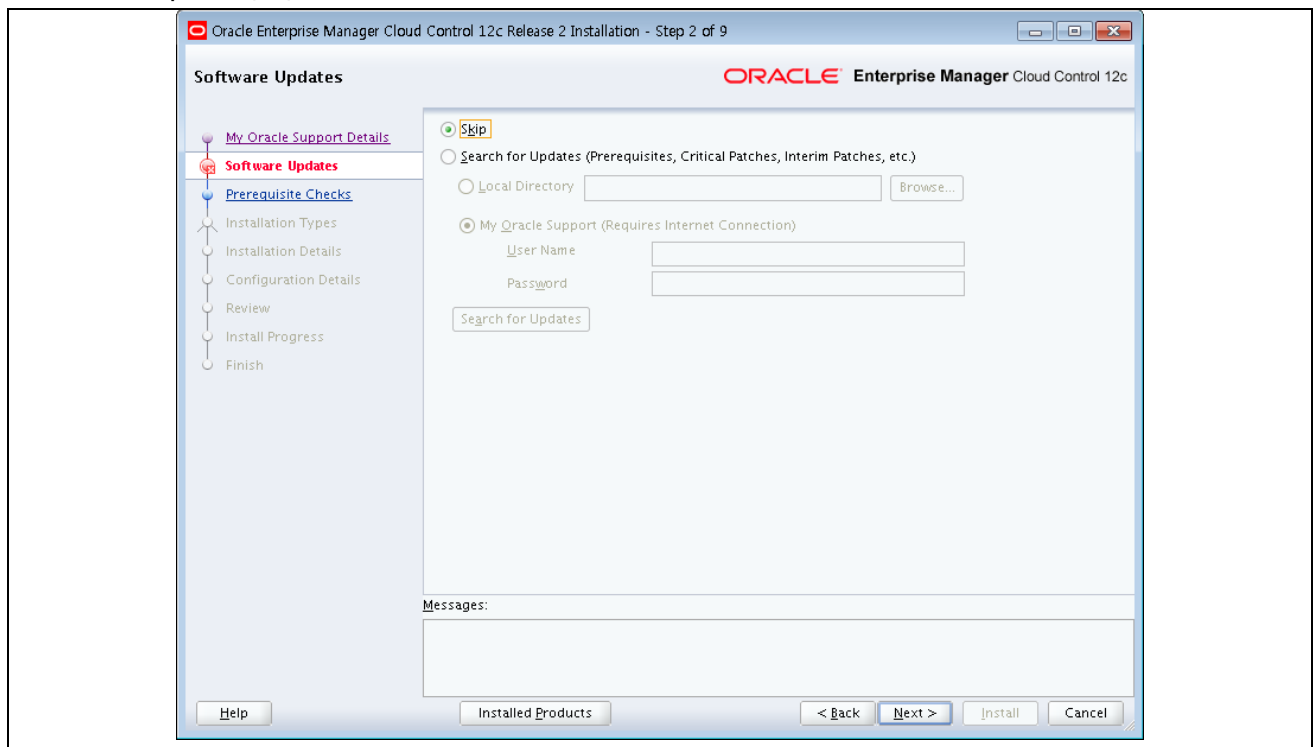 Oracle Enterprise Manager Cloud Control 12c Release 2 Installation - Step 2 of 9
Software Updates
ORACLE Enterprise Manager Cloud Control 12c
My Oracle Support Details
Software Updates
Prerequisite Checks
Installation Types
Installation Details
Configuration Details
Review
Install Progress
Finish
Skip
Search for Updates (Prerequisites, Critical Patches, Interim Patches, etc.)
Local Directory Browse...
My Oracle Support (Requires Internet Connection)
User Name
Password
Search for Updates
Messages:
Help Installed Products < Back Next > Install Cancel